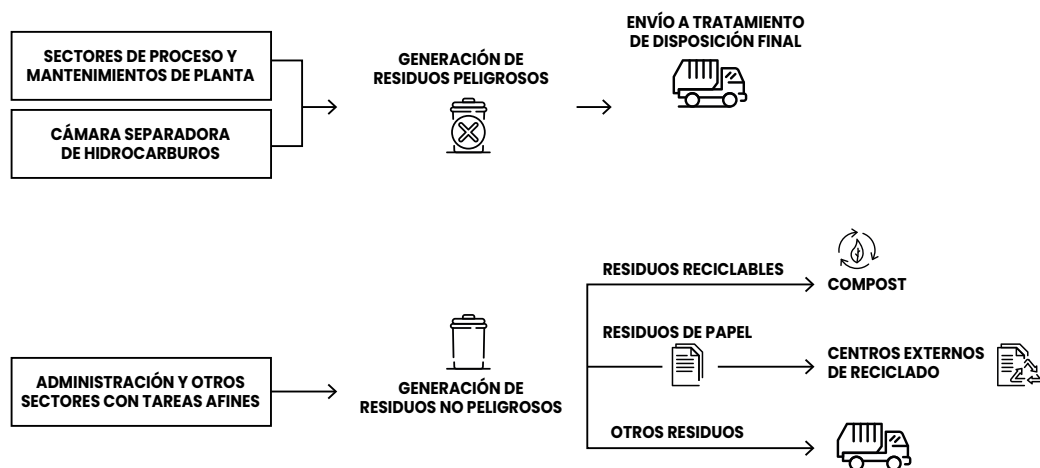 SECTORES DE PROCESO Y
MANTENIMIENTOS DE PLANTA
CÁMARA SEPARADORA
DE HIDROCARBUROS
GENERACIÓN DE
RESIDUOS PELIGROSOS
ENVÍO A TRATAMIENTO
DE DISPOSICIÓN FINAL
ADMINISTRACIÓN Y OTROS
SECTORES CON TAREAS AFINES
GENERACIÓN DE
RESIDUOS NO PELIGROSOS
RESIDUOS RECICLABLES
COMPOST
RESIDUOS DE PAPEL
CENTROS EXTERNOS
DE RECICLADO
OTROS RESIDUOS